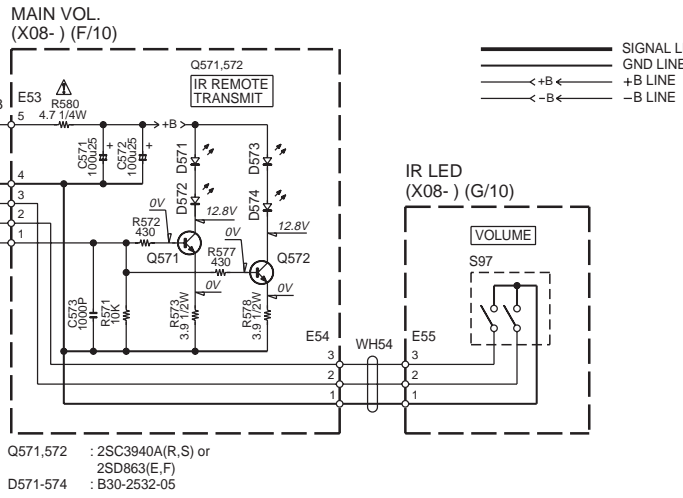 MAIN VOL.
(X08- ) (F/10)
Q571,572
IR REMOTE
TRANSMIT
E53
R580
4.7 1/4W
5
+B
C571
100u25
+
C572
100u25
+
D571
D573
D572
D574
4
3
2
1
0V
12.8V
R572
430
0V
12.8V
Q571
R577
430
Q572
0V
0V
C573
1000P
R571
10K
R573
3.9 1/2W
R578
3.9 1/2W
E54
3
2
1
WH54
SIGNAL L
GND LINE
+B
+B LINE
-B
-B LINE
IR LED
(X08- ) (G/10)
VOLUME
S97
E55
3
2
1
Q571,572 : 2SC3940A(R,S) or
2SD863(E,F)
D571-574 : B30-2532-05